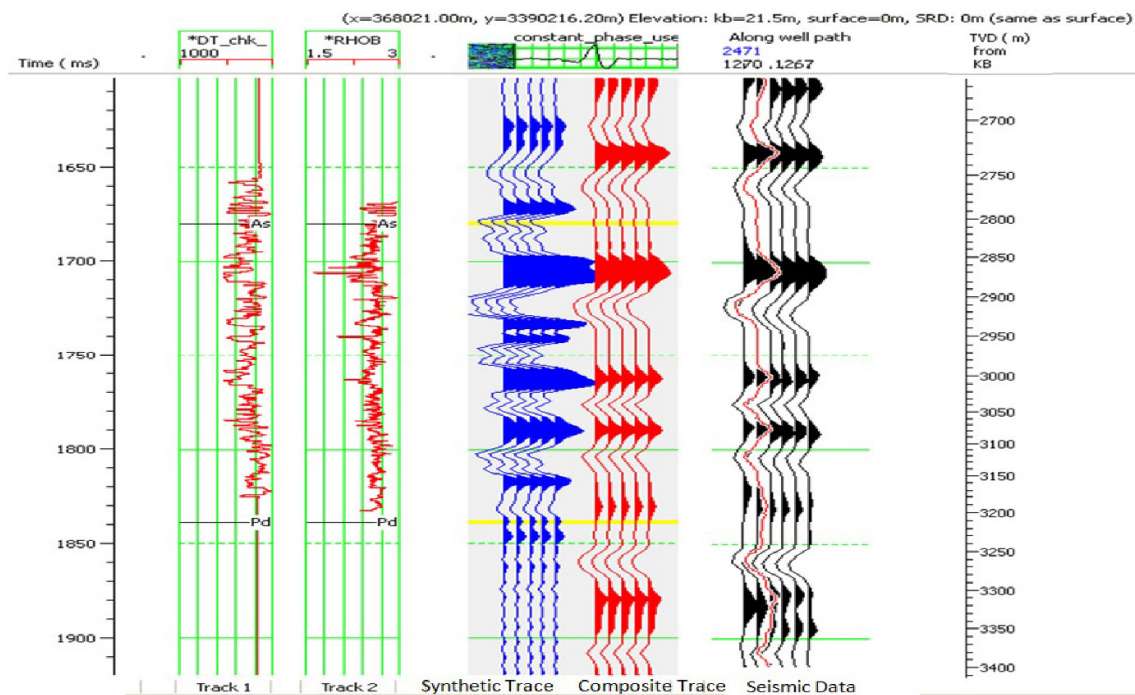 (x=368021.00m, y=3390216.20m) Elevation: kb=21.5m, surface=0m, SRD: 0m (same as surface)
*DT_chk_ *RHOB constant_phase_use Along well path TVD ( m)
1000 1.5 3 2471 from
Time ( ms) 1270 ,1267 KB
2700
1650
2750
As As 2800
1700 2850
2900
2950
1750
3000
3050
1800 3100
3150
Pd Pd 3200
1850
3250
3300
1900 3350
3400
Track 1 Track 2 Synthetic Trace Composite Trace Seismic Data